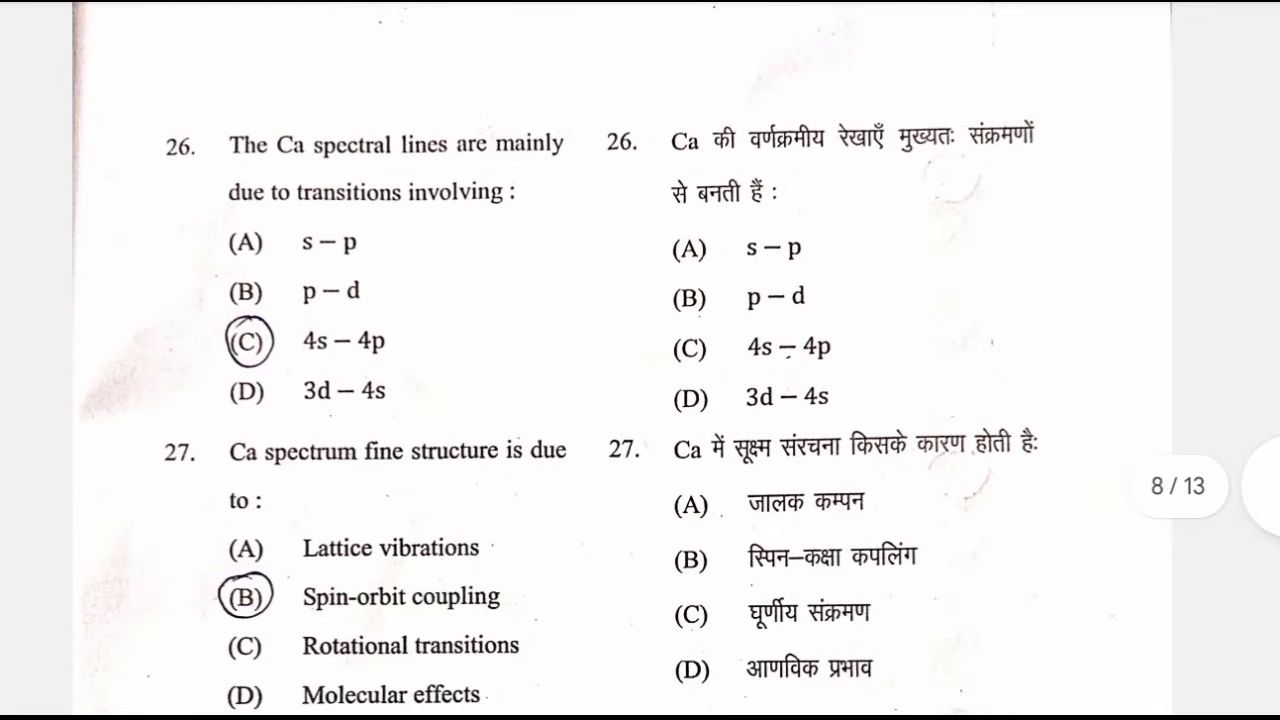 26. The Ca spectral lines are mainly
due to transitions involving :
(A) s – p
(B) p – d
(C) 4s – 4p
(D) 3d – 4s
27. Ca spectrum fine structure is due
to :
(A) Lattice vibrations
(B) Spin-orbit coupling
(C) Rotational transitions
(D) Molecular effects
26. Ca की वर्णक्रमीय रेखाएँ मुख्यतः संक्रमणों
से बनती हैं :
(A) s – p
(B) p – d
(C) 4s – 4p
(D) 3d – 4s
27. Ca में सूक्ष्म संरचना किसके कारण होती हैः
(A) जालक कम्पन
(B) स्पिन–कक्षा कपलिंग
(C) घूर्णीय संक्रमण
(D) आणविक प्रभाव
8 / 13